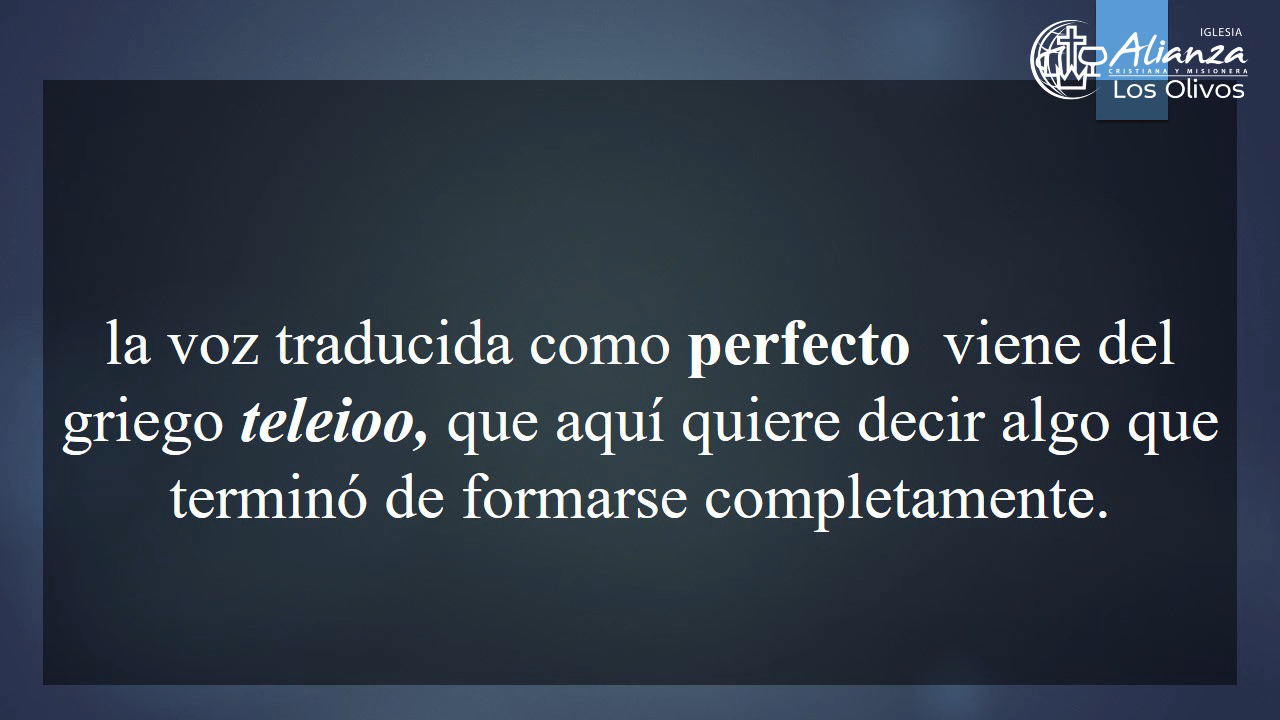 IGLESIA
Alianza
CRISTIANA Y MISIONERA
Los Olivos
la voz traducida como perfecto viene del
griego teleioo, que aquí quiere decir algo que
terminó de formarse completamente.